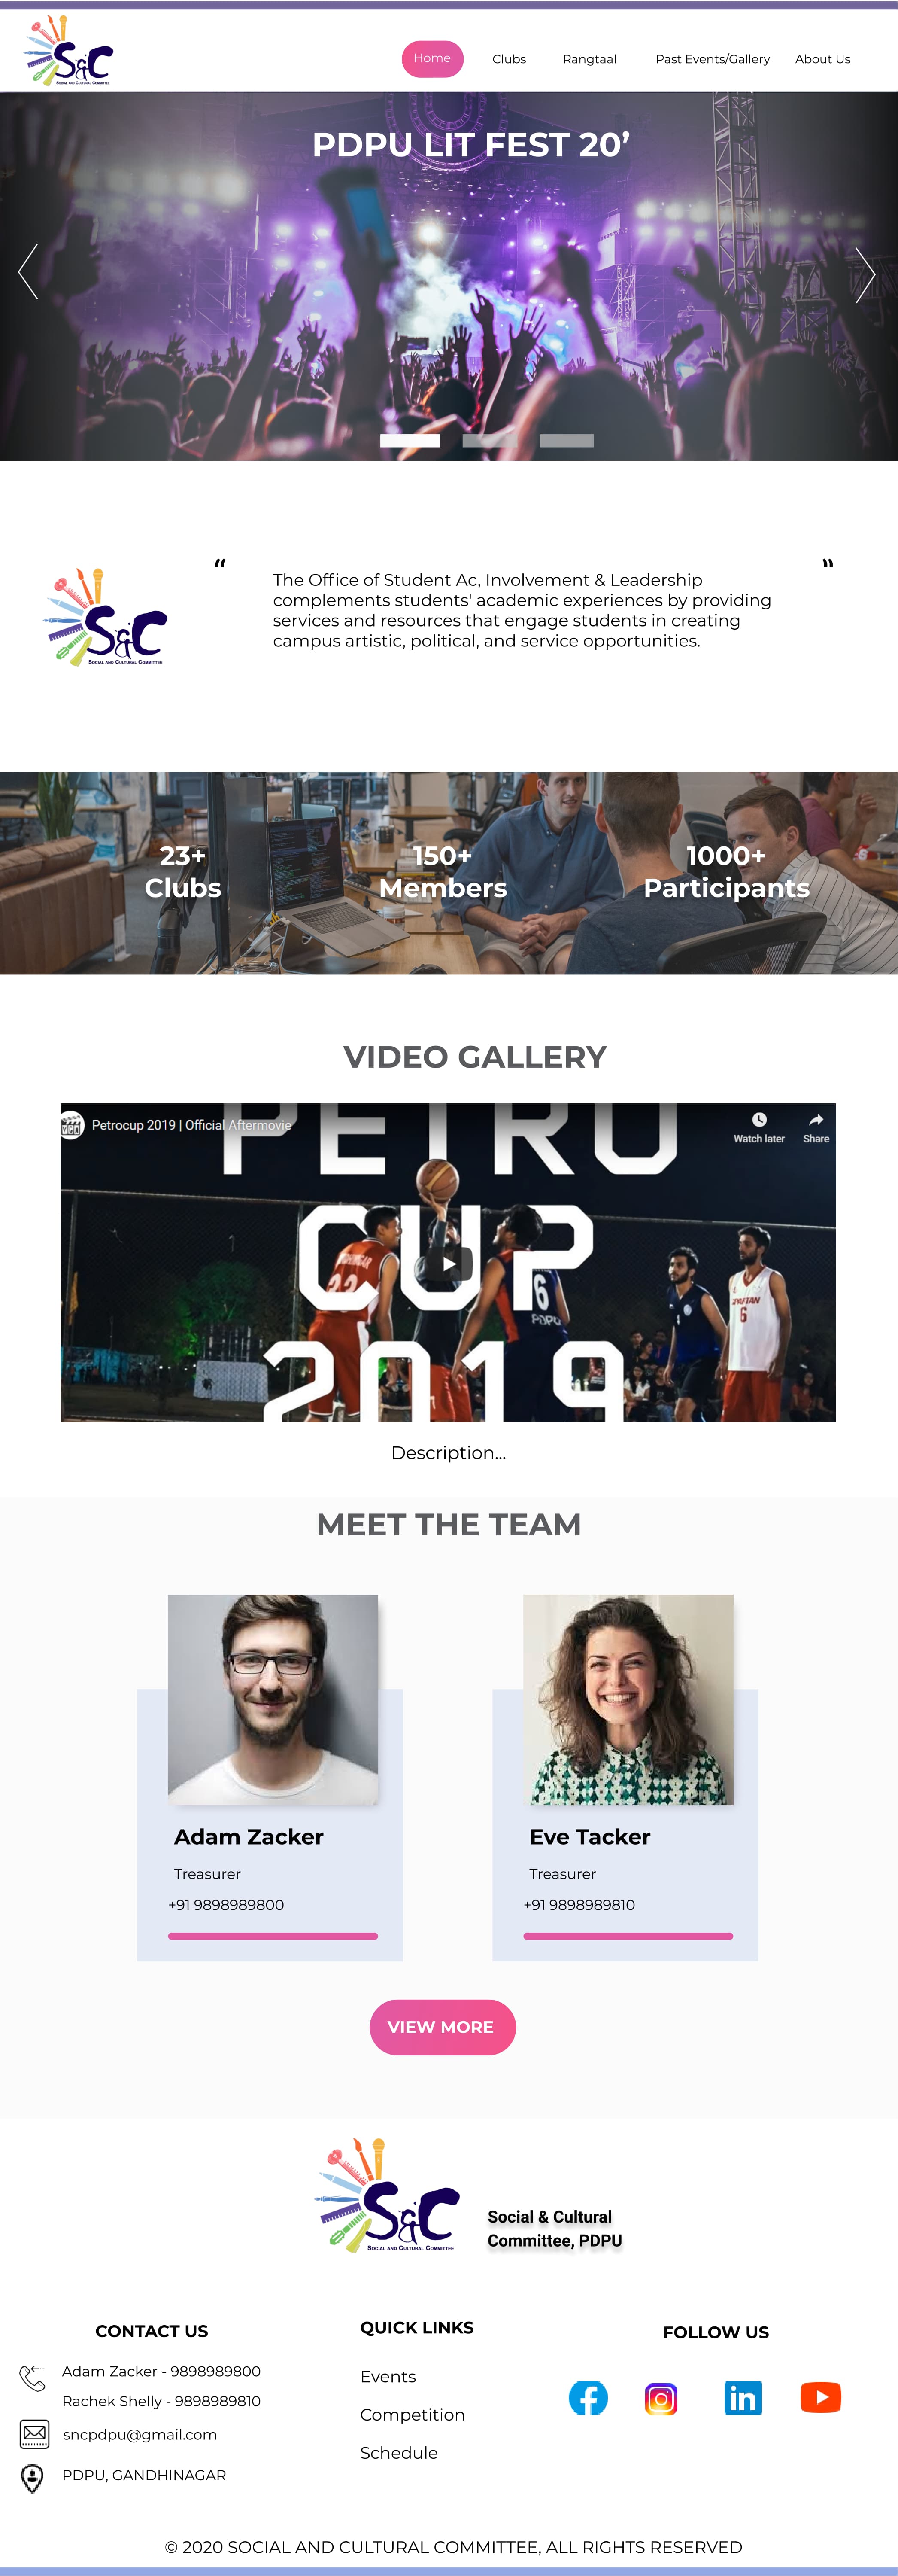 S&C
SOCIAL AND CULTURAL COMMITTEE
Home
Clubs
Rangtaal
Past Events/Gallery
About Us
PDPU LIT FEST 20’
“
”
The Office of Student Ac, Involvement & Leadership
complements students' academic experiences by providing
services and resources that engage students in creating
campus artistic, political, and service opportunities.
S&C
SOCIAL AND CULTURAL COMMITTEE
23+
Clubs
150+
Members
1000+
Participants
VIDEO GALLERY
Petrocup 2019 | Official Aftermovie
Watch later
Share
PETRO
CUP
2019
6
PDPU
6
Description...
MEET THE TEAM
Adam Zacker
Treasurer
+91 9898989800
Eve Tacker
Treasurer
+91 9898989810
VIEW MORE
S&C
SOCIAL AND CULTURAL COMMITTEE
Social & Cultural
Committee, PDPU
CONTACT US
Adam Zacker - 9898989800
Rachek Shelly - 9898989810
sncpdpu@gmail.com
PDPU, GANDHINAGAR
QUICK LINKS
Events
Competition
Schedule
FOLLOW US
© 2020 SOCIAL AND CULTURAL COMMITTEE, ALL RIGHTS RESERVED